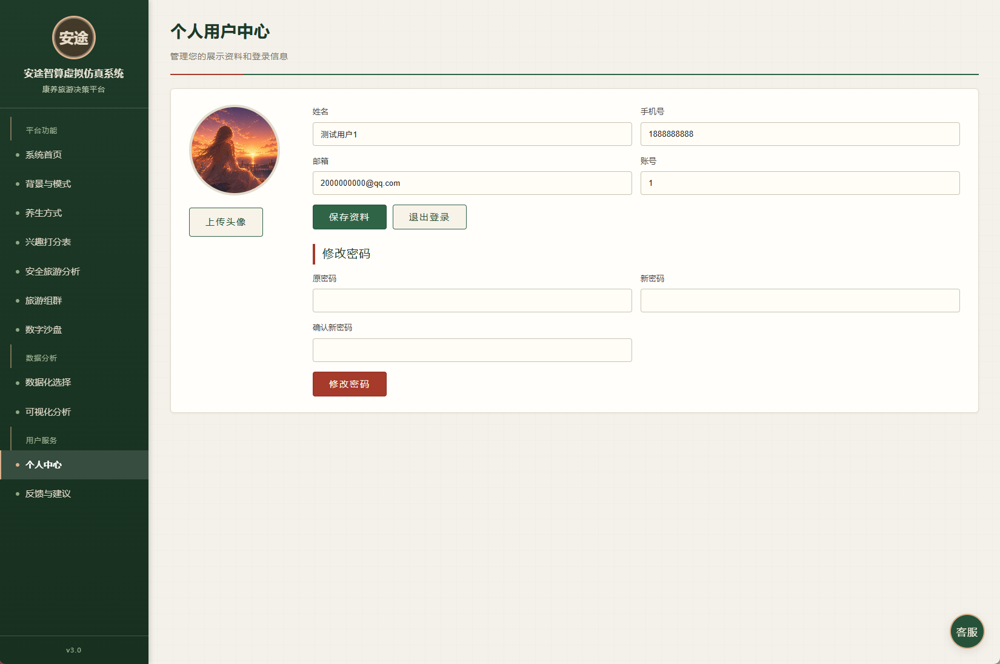 安途
安途智算虚拟仿真系统
康养旅游决策平台
平台功能
系统首页
背景与模式
养生方式
兴趣打分表
安全旅游分析
旅游组群
数字沙盘
数据分析
数据化选择
可视化分析
用户服务
个人中心
反馈与建议
v3.0
个人用户中心
管理您的展示资料和登录信息
上传头像
姓名
手机号
测试用户1
1888888888
邮箱
账号
2000000000@qq.com
1
保存资料
退出登录
修改密码
原密码
新密码
确认新密码
修改密码
客服